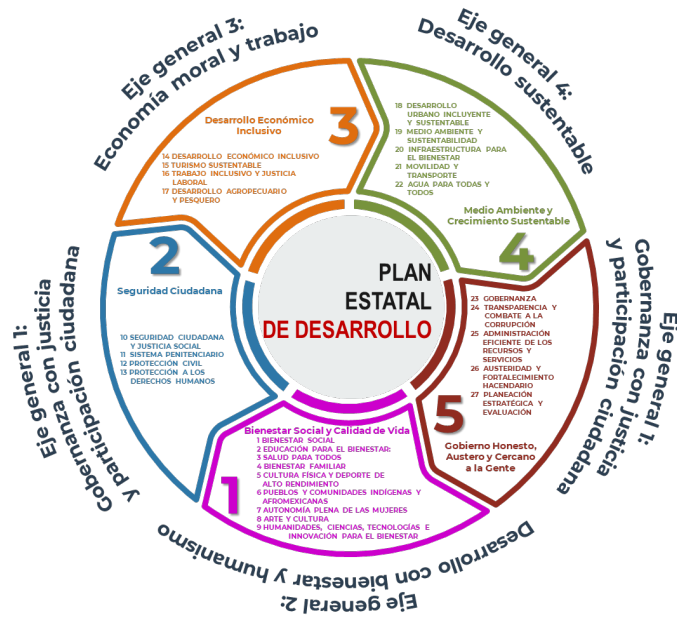 Eje general 3:
Economía moral y trabajo
Eje general 4:
Desarrollo sustentable
Desarrollo Económico
Inclusivo
3
14 DESARROLLO ECONÓMICO INCLUSIVO
15 TURISMO SUSTENTABLE
16 TRABAJO INCLUSIVO Y JUSTICIA
LABORAL
17 DESARROLLO AGROPECUARIO
Y PESQUERO
18 DESARROLLO
URBANO INCLUYENTE
Y SUSTENTABLE
19 MEDIO AMBIENTE Y
SUSTENTABILIDAD
20 INFRAESTRUCTURA PARA
EL BIENESTAR
21 MOVILIDAD Y
TRANSPORTE
22 AGUA PARA TODAS Y
TODOS
Medio Ambiente y
Crecimiento Sustentable
4
Eje general 1:
Gobernanza con justicia
y participación ciudadana
2
Seguridad Ciudadana
10 SEGURIDAD CIUDADANA
Y JUSTICIA SOCIAL
11 SISTEMA PENITENCIARIO
12 PROTECCIÓN CIVIL
13 PROTECCIÓN A LOS
DERECHOS HUMANOS
PLAN
ESTATAL
DE DESARROLLO
23 GOBERNANZA
24 TRANSPARENCIA Y
COMBATE A LA
CORRUPCIÓN
25 ADMINISTRACIÓN
EFICIENTE DE LOS
RECURSOS Y
SERVICIOS
26 AUSTERIDAD Y
FORTALECIMIENTO
HACENDARIO
27 PLANEACIÓN
ESTRATÉGICA Y
EVALUACIÓN
5
Gobierno Honesto,
Austero y Cercano
a la Gente
Eje general 1:
Gobernanza con justicia
y participación ciudadana
Bienestar Social y Calidad de Vida
1 BIENESTAR SOCIAL
2 EDUCACIÓN PARA EL BIENESTAR:
3 SALUD PARA TODOS
4 BIENESTAR FAMILIAR
5 CULTURA FÍSICA Y DEPORTE DE
ALTO RENDIMIENTO
6 PUEBLOS Y COMUNIDADES INDÍGENAS Y
AFROMEXICANAS
7 AUTONOMÍA PLENA DE LAS MUJERES
8 ARTE Y CULTURA
9 HUMANIDADES, CIENCIAS, TECNOLOGÍAS E
INNOVACIÓN PARA EL BIENESTAR
1
Eje general 2:
Desarrollo con bienestar y humanismo